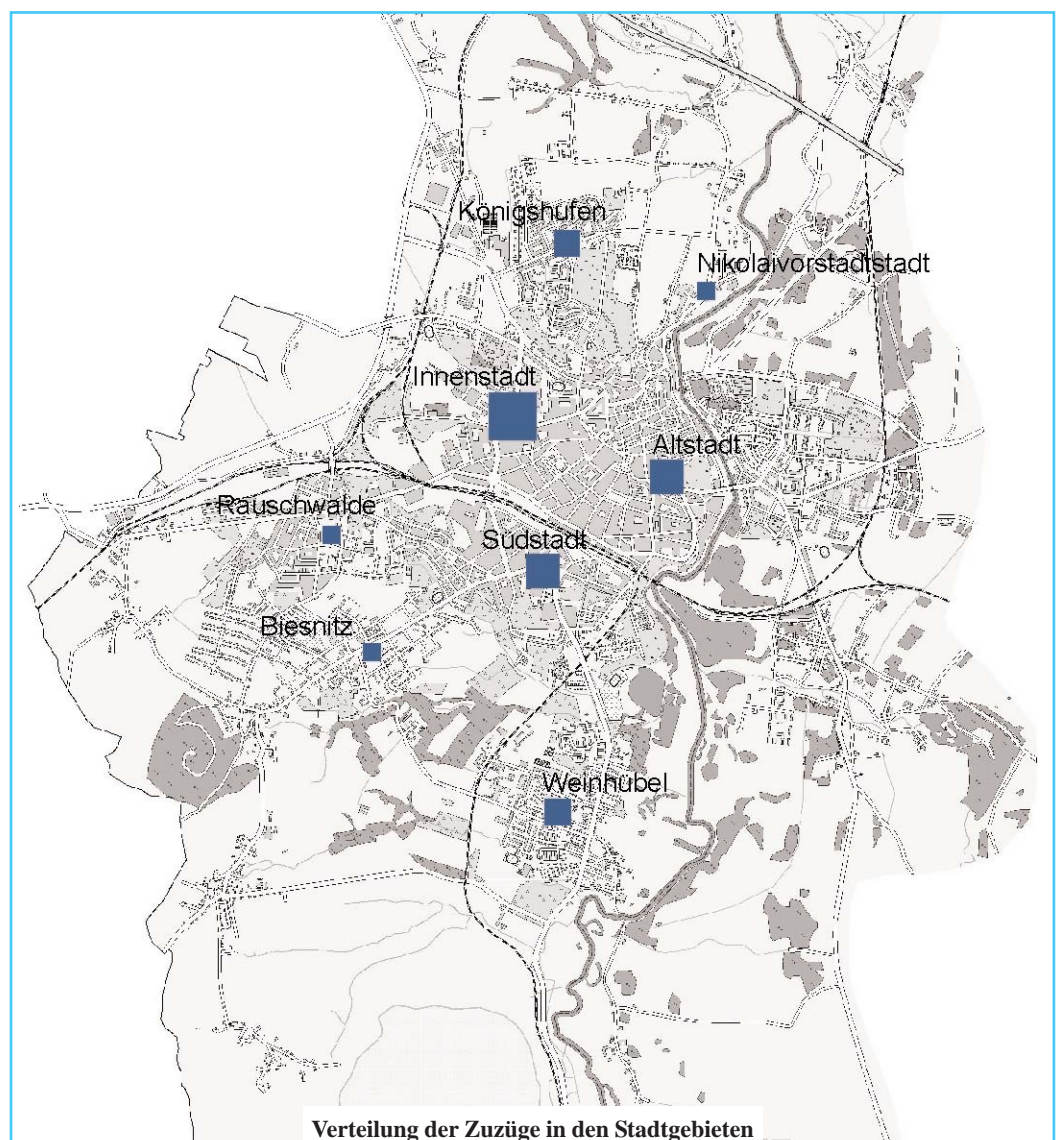 Königshufen
Nikolaivorstadtstadt
Innenstadt
Altstadt
Rauschwalde
Südstadt
Biesnitz
Weinhübel
Verteilung der Zuzüge in den Stadtgebieten